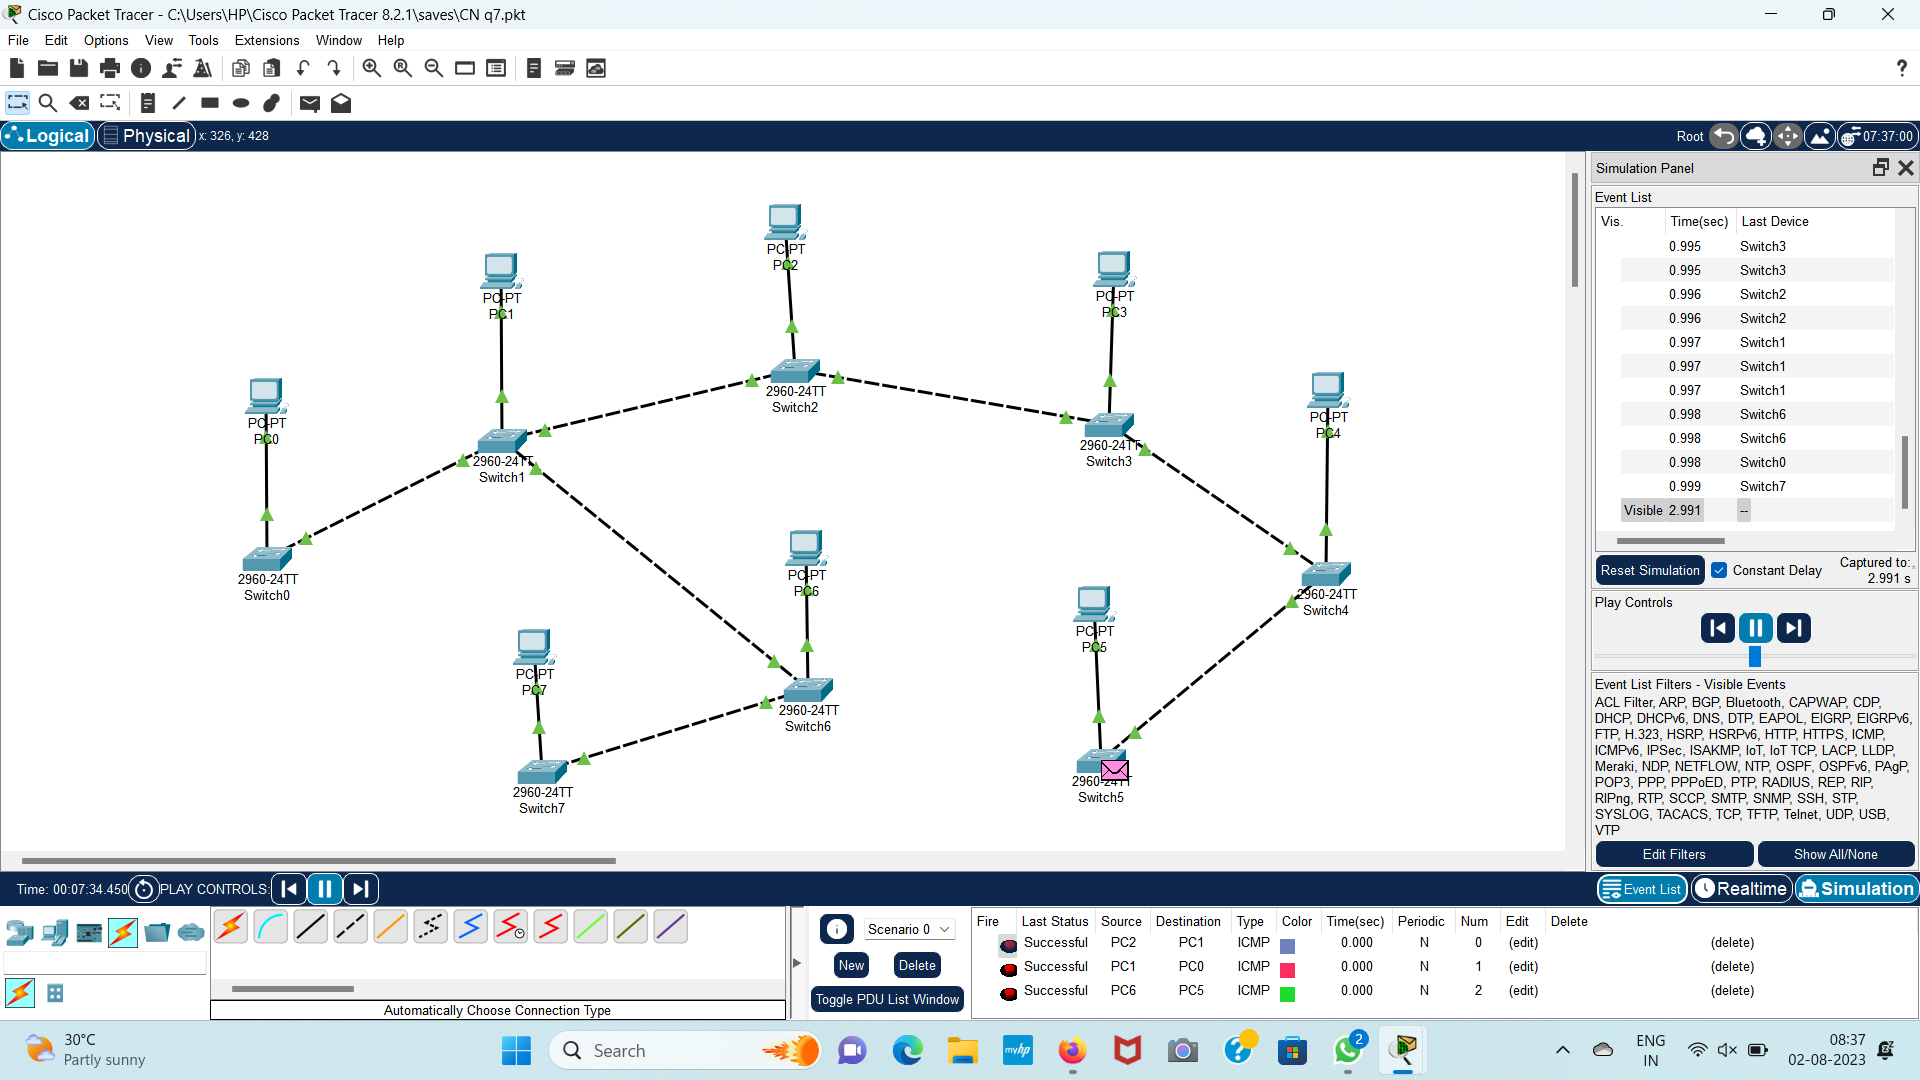 Cisco Packet Tracer - C:\Users\HP\Cisco Packet Tracer 8.2.1\saves\CN q7.pkt
File Edit Options View Tools Extensions Window Help
?
Logical Physical x: 326, y: 428 Root 07:37:00
Simulation Panel
Event List
Vis. Time(sec) Last Device
0.995 Switch3
0.995 Switch3
0.996 Switch2
0.996 Switch2
0.997 Switch1
0.997 Switch1
0.997 Switch1
0.998 Switch6
0.998 Switch6
0.998 Switch0
0.999 Switch7
Visible 2.991 --
Reset Simulation Constant Delay Captured to:
2.991 s
Play Controls
Event List Filters - Visible Events
ACL Filter, ARP, BGP, Bluetooth, CAPWAP, CDP,
DHCP, DHCPv6, DNS, DTP, EAPOL, EIGRP, EIGRPv6,
FTP, H.323, HSRP, HSRPv6, HTTP, HTTPS, ICMP,
ICMPv6, IPSec, ISAKMP, IoT, IoT TCP, LACP, LLDP,
Meraki, NDP, NETFLOW, NTP, OSPF, OSPFv6, PAgP,
POP3, PPP, PPPoED, PTP, RADIUS, REP, RIP,
RIPng, RTP, SCCP, SMTP, SNMP, SSH, STP,
SYSLOG, TACACS, TCP, TFTP, Telnet, UDP, USB,
VTP
Edit Filters Show All/None
PC-PT
PC2
PC-PT
PC1
PC-PT
PC3
PC-PT
PC0
PC-PT
PC4
2960-24TT
Switch2
2960-24TT
Switch1
2960-24TT
Switch3
2960-24TT
Switch0
PC-PT
PC6
2960-24TT
Switch4
PC-PT
PC5
PC-PT
PC7
2960-24TT
Switch6
2960-24TT
Switch7
2960-24TT
Switch5
Time: 00:07:34.450 PLAY CONTROLS:
Event List Realtime Simulation
Automatically Choose Connection Type
Scenario 0
New Delete
Toggle PDU List Window
Fire Last Status Source Destination Type Color Time(sec) Periodic Num Edit Delete
Successful PC2 PC1 ICMP 0.000 N 0 (edit) (delete)
Successful PC1 PC0 ICMP 0.000 N 1 (edit) (delete)
Successful PC6 PC5 ICMP 0.000 N 2 (edit) (delete)
30°C
Partly sunny
Search
myhp
?
2
ENG
IN
08:37
02-08-2023